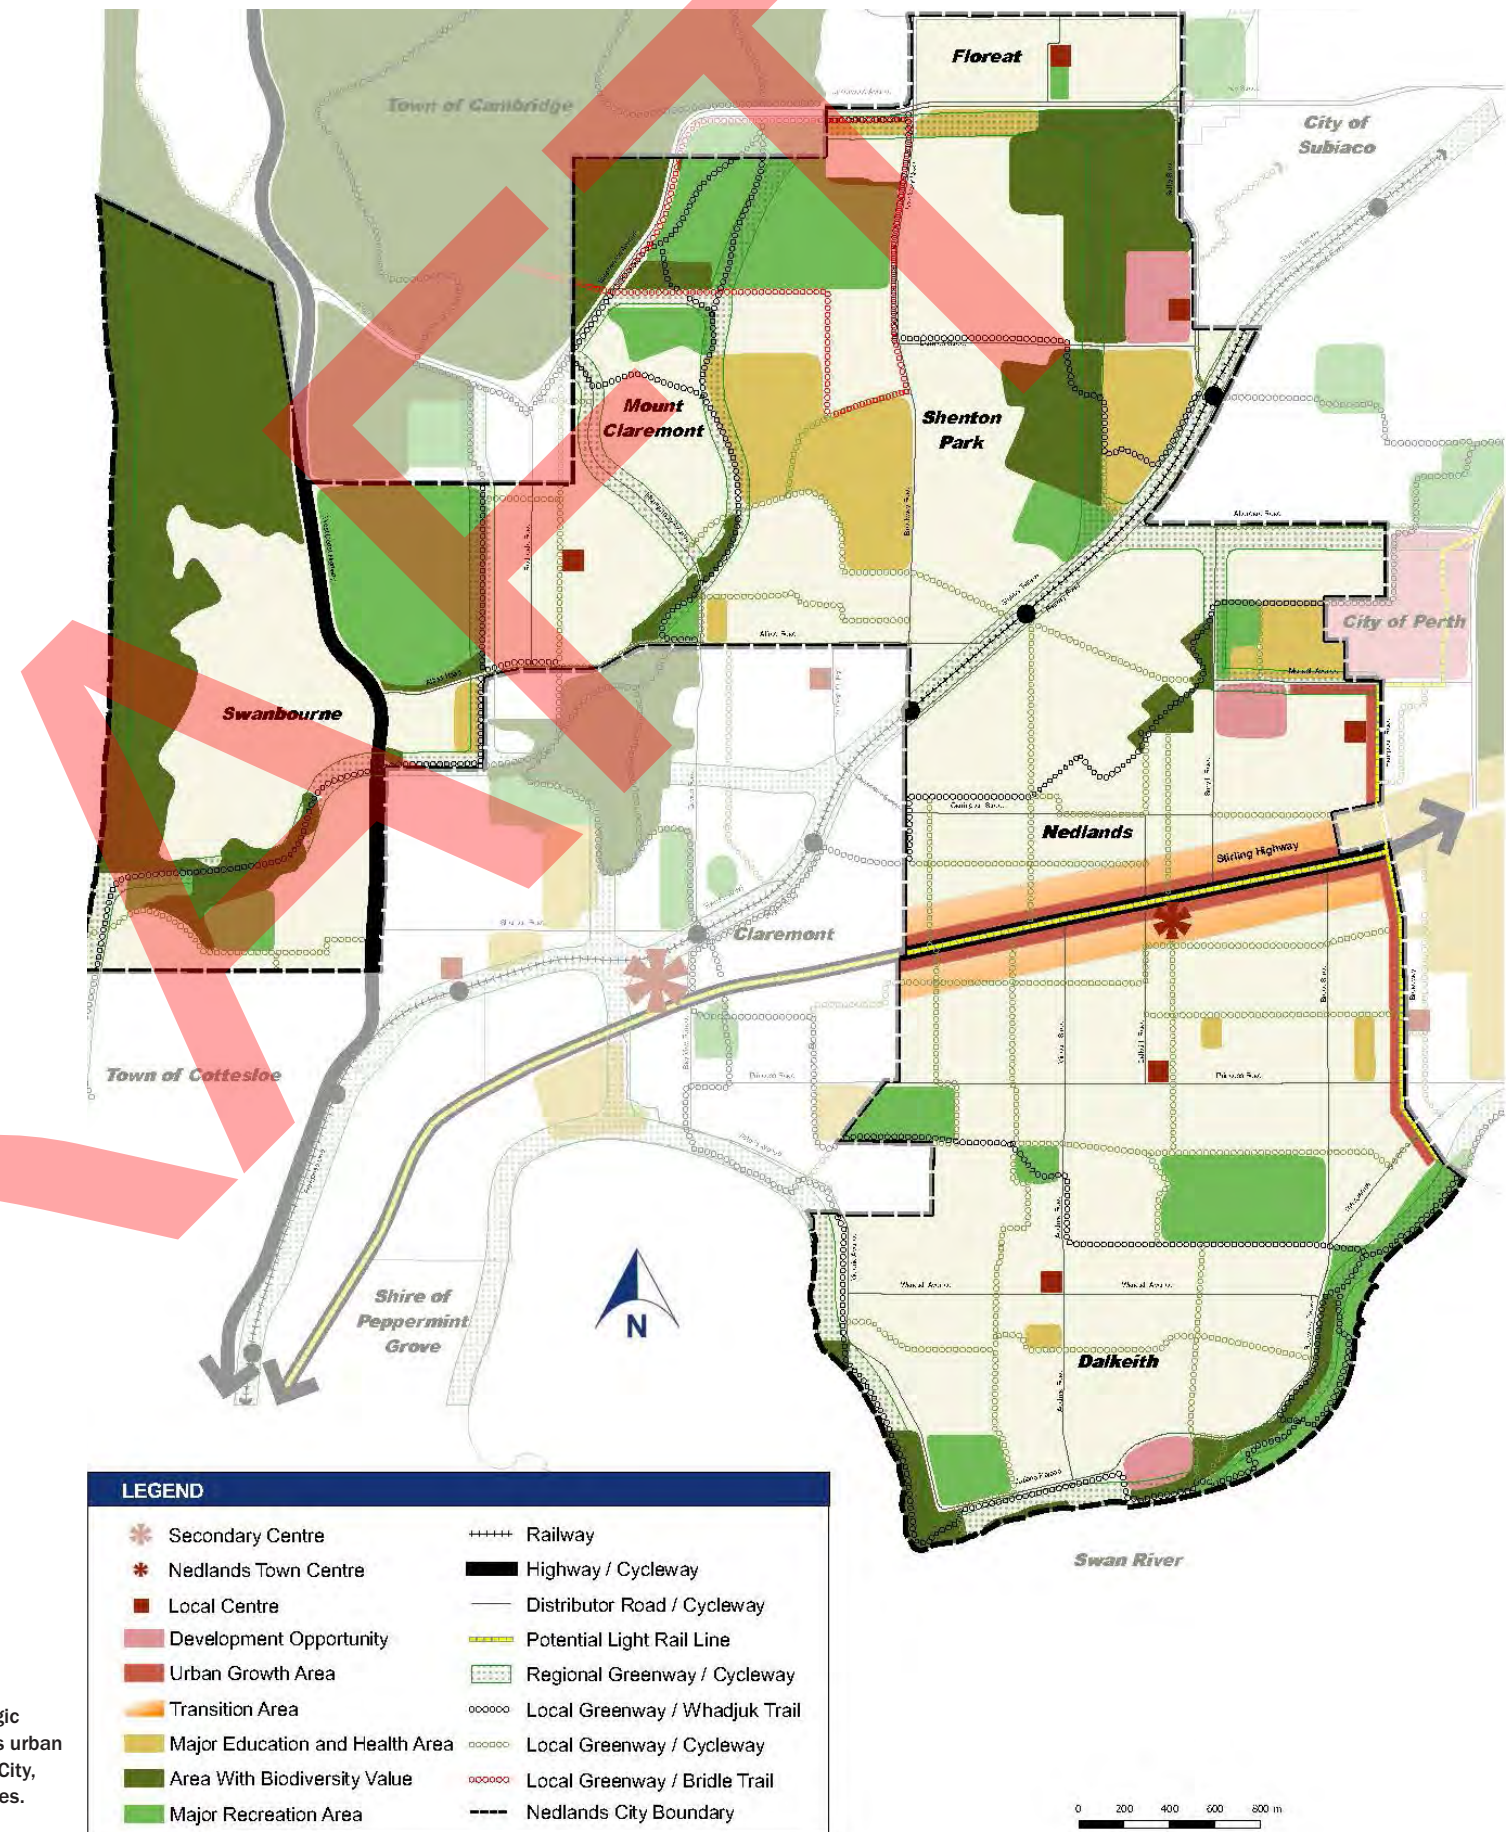 Floreat
Town of Cambridge
City of
Subiaco
Mount
Claremont
Shenton
Park
City of Perth
Swanbourne
Nedlands
Stirling Highway
Claremont
Town of Cottesloe
Shire of
Peppermint
Grove
N
Dalkeith
Swan River
LEGEND
Secondary Centre
Nedlands Town Centre
Local Centre
Development Opportunity
Urban Growth Area
Transition Area
Major Education and Health Area
Area With Biodiversity Value
Major Recreation Area
Railway
Highway / Cycleway
Distributor Road / Cycleway
Potential Light Rail Line
Regional Greenway / Cycleway
Local Greenway / Whadjuk Trail
Local Greenway / Cycleway
Local Greenway / Bridle Trail
Nedlands City Boundary
gic
s urban
City,
es.
0 200 400 600 800 m